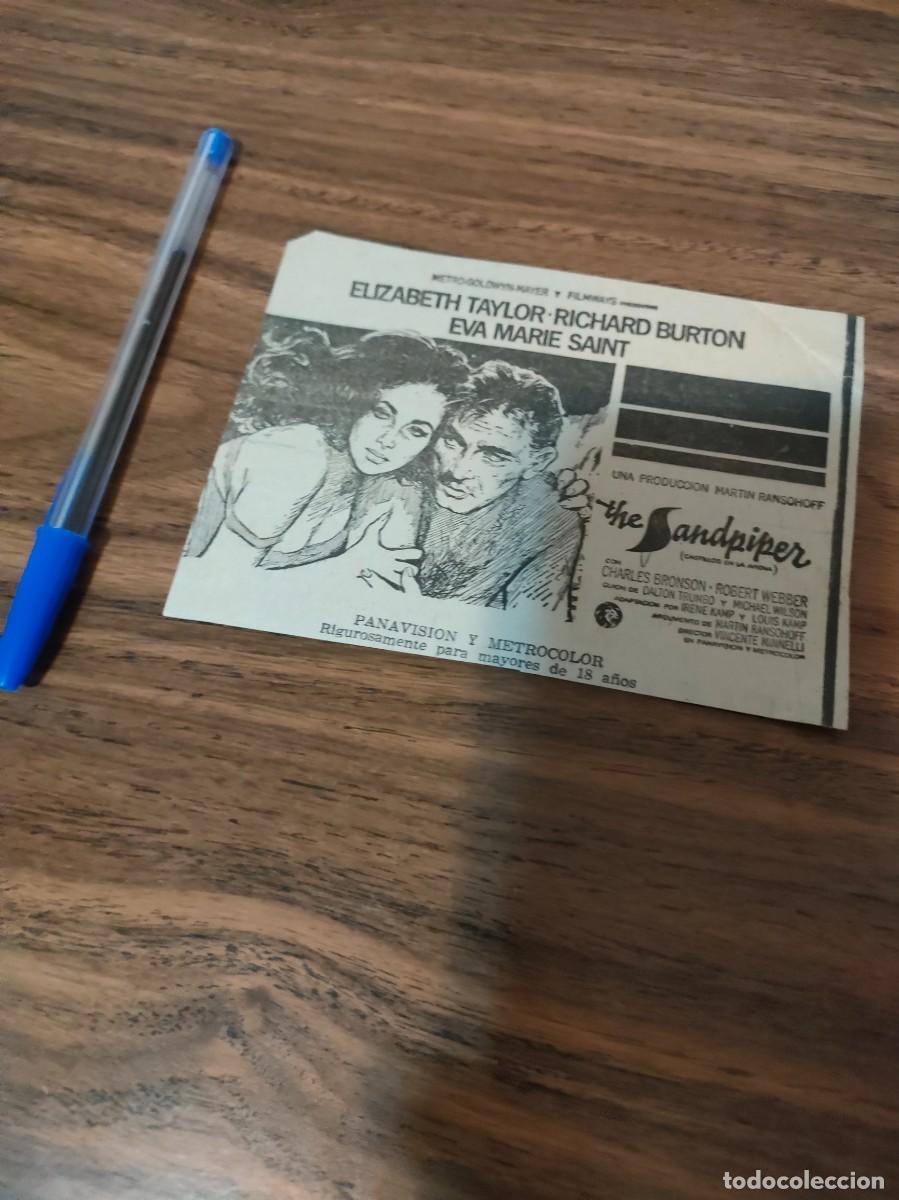 METRO-GOLDWYN-MAYER Y FILMWAYS PRESENTAN
ELIZABETH TAYLOR·RICHARD BURTON
EVA MARIE SAINT
UNA PRODUCCION MARTIN RANSOHOFF
the Sandpiper
(CASTILLOS EN LA ARENA)
CON
CHARLES BRONSON · ROBERT WEBBER
GUION DE DALTON TRUMBO Y MICHAEL WILSON
ADAPTACION POR IRENE KAMP Y LOUIS KAMP
ARGUMENTO DE MARTIN RANSOHOFF
DIRECTOR VINCENTE MINNELLI
EN PANAVISION Y METROCOLOR
PANAVISION Y METROCOLOR
Rigurosamente para mayores de 18 años
todocoleccion